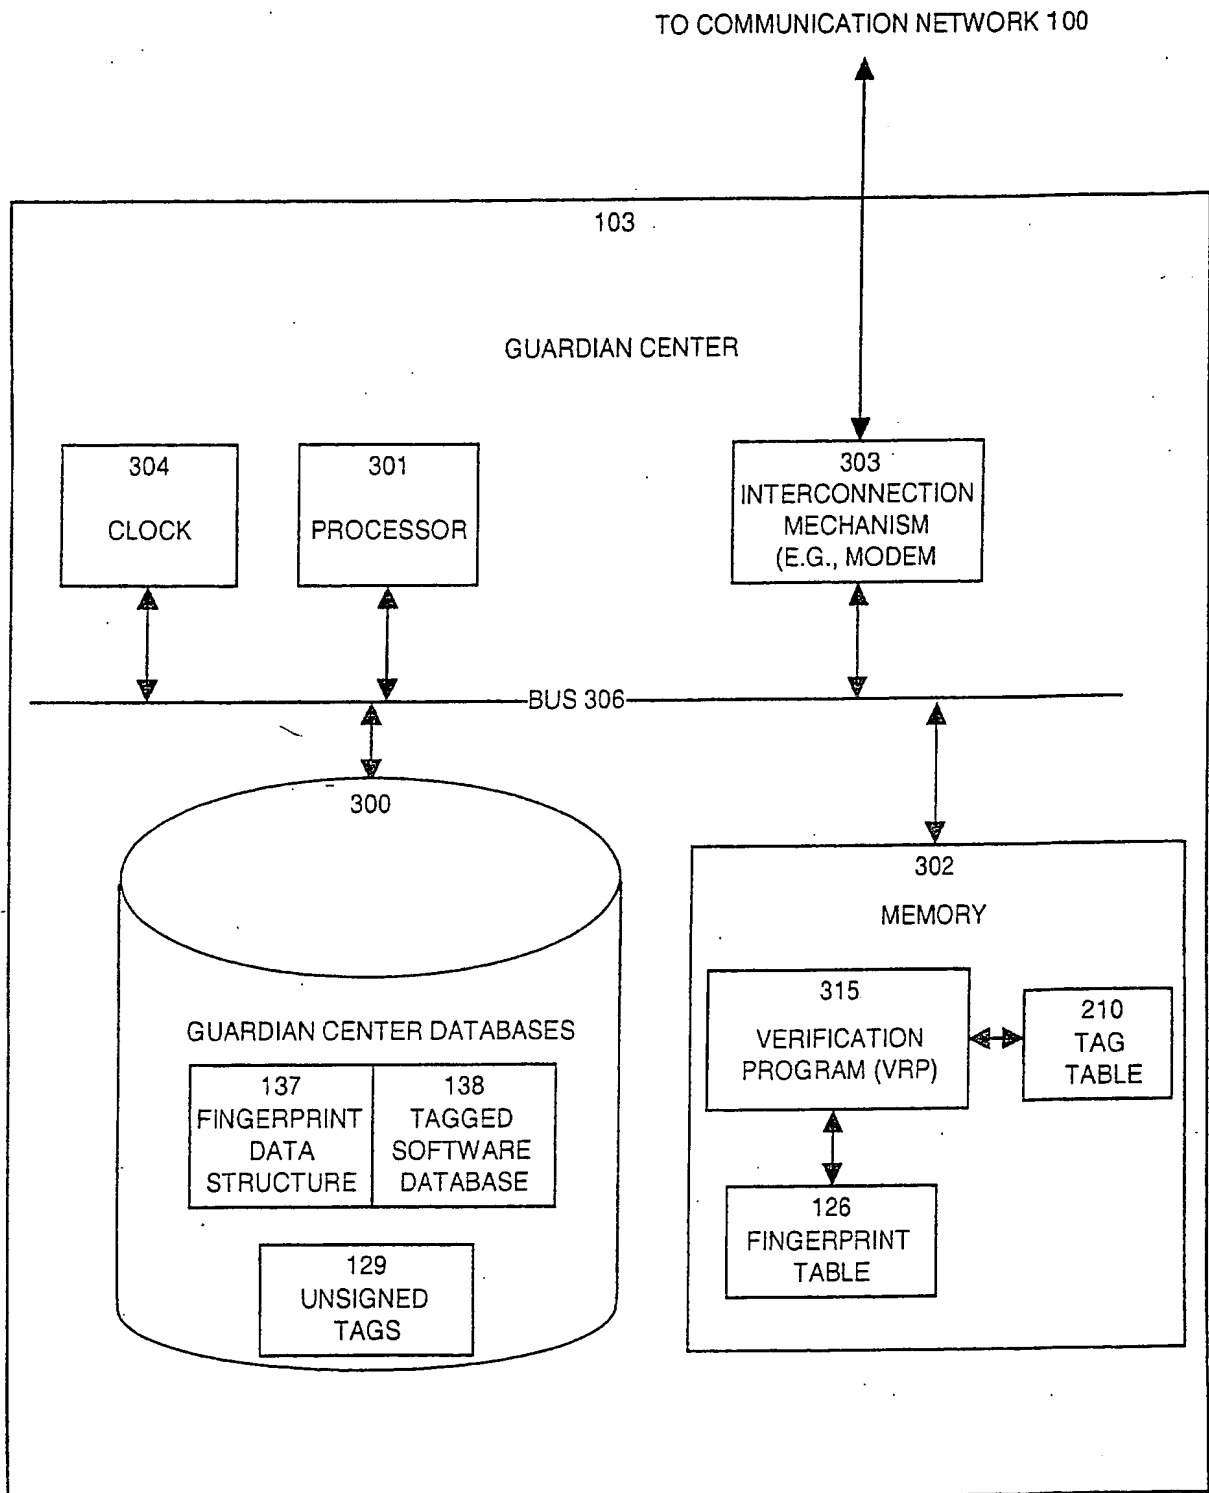 TO COMMUNICATION NETWORK 100
103
GUARDIAN CENTER
304
CLOCK
301
PROCESSOR
303
INTERCONNECTION
MECHANISM
(E.G., MODEM
BUS 306
300
GUARDIAN CENTER DATABASES
137
FINGERPRINT
DATA
STRUCTURE
138
TAGGED
SOFTWARE
DATABASE
129
UNSIGNED
TAGS
302
MEMORY
315
VERIFICATION
PROGRAM (VRP)
210
TAG
TABLE
126
FINGERPRINT
TABLE